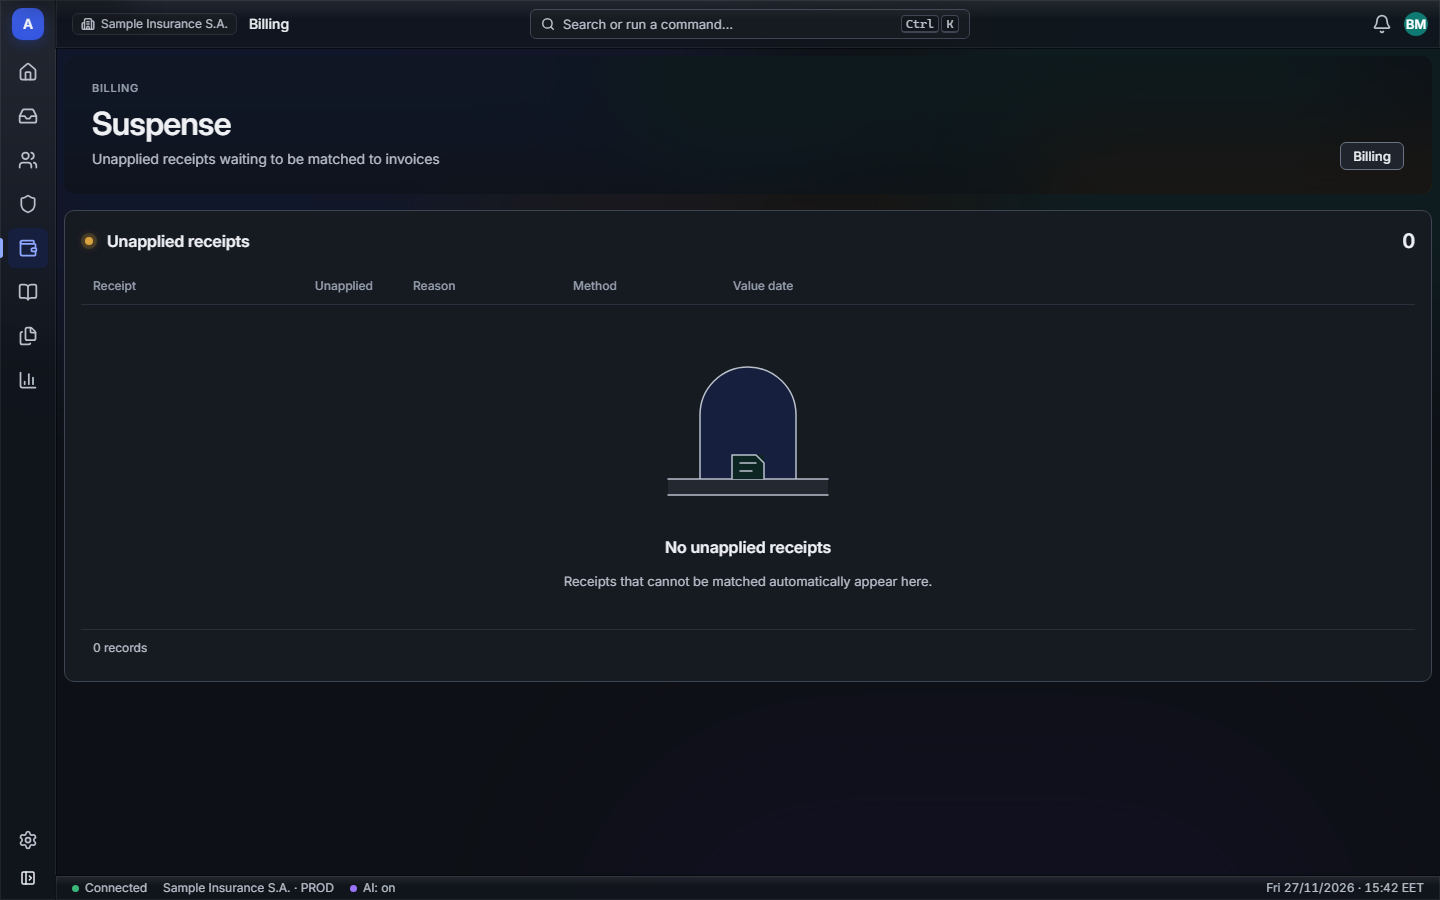 A
Sample Insurance S.A.
Billing
Search or run a command...
Ctrl K
BM
BILLING
Suspense
Unapplied receipts waiting to be matched to invoices
Billing
Unapplied receipts
0
Receipt Unapplied Reason Method Value date
No unapplied receipts
Receipts that cannot be matched automatically appear here.
0 records
Connected Sample Insurance S.A. · PROD AI: on
Fri 27/11/2026 · 15:42 EET